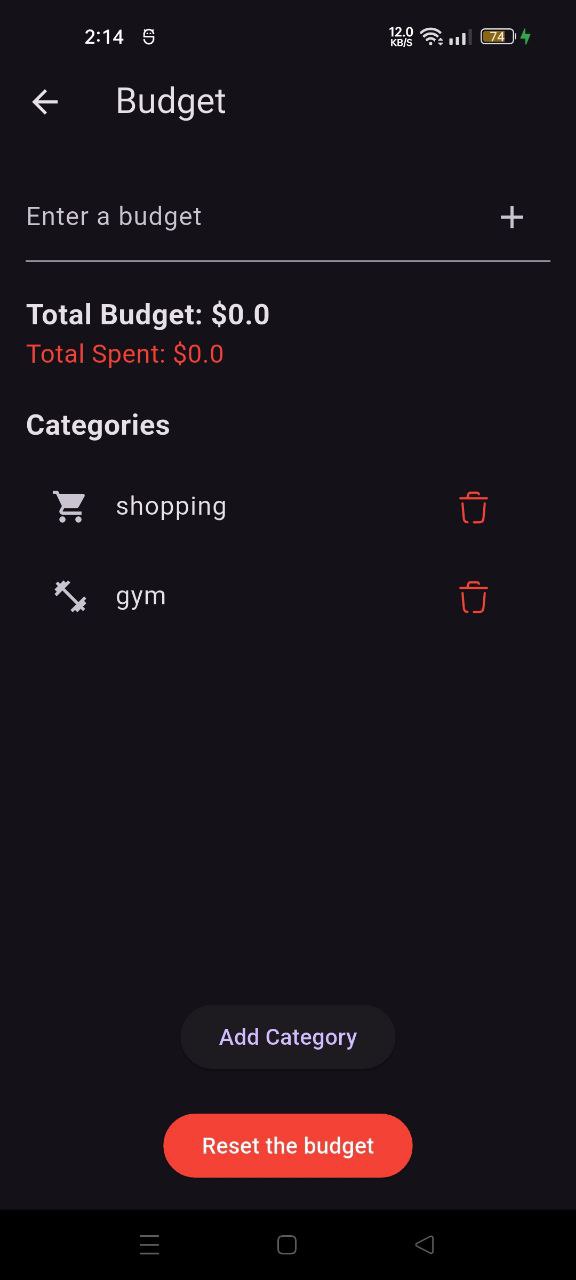 2:14
12.0
KB/S
74
Budget
Enter a budget
Total Budget: $0.0
Total Spent: $0.0
Categories
shopping
gym
Add Category
Reset the budget